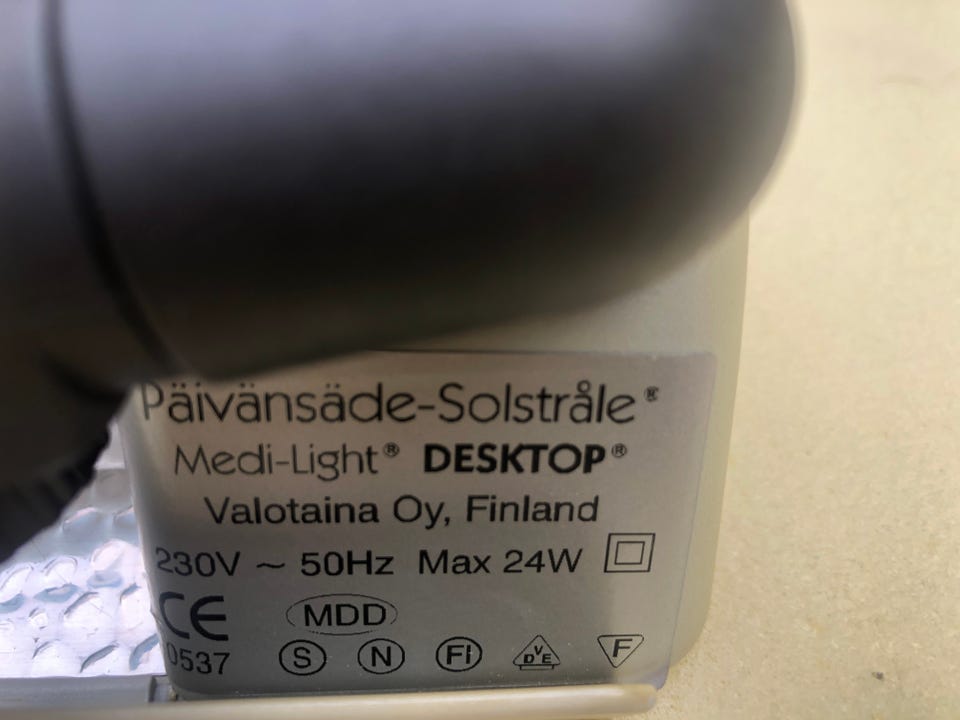 Päivänsäde-Solstråle®
Medi-Light® DESKTOP®
Valotaina Oy, Finland
230V ~ 50Hz Max 24W
CE MDD
0537 S N FI DVE F